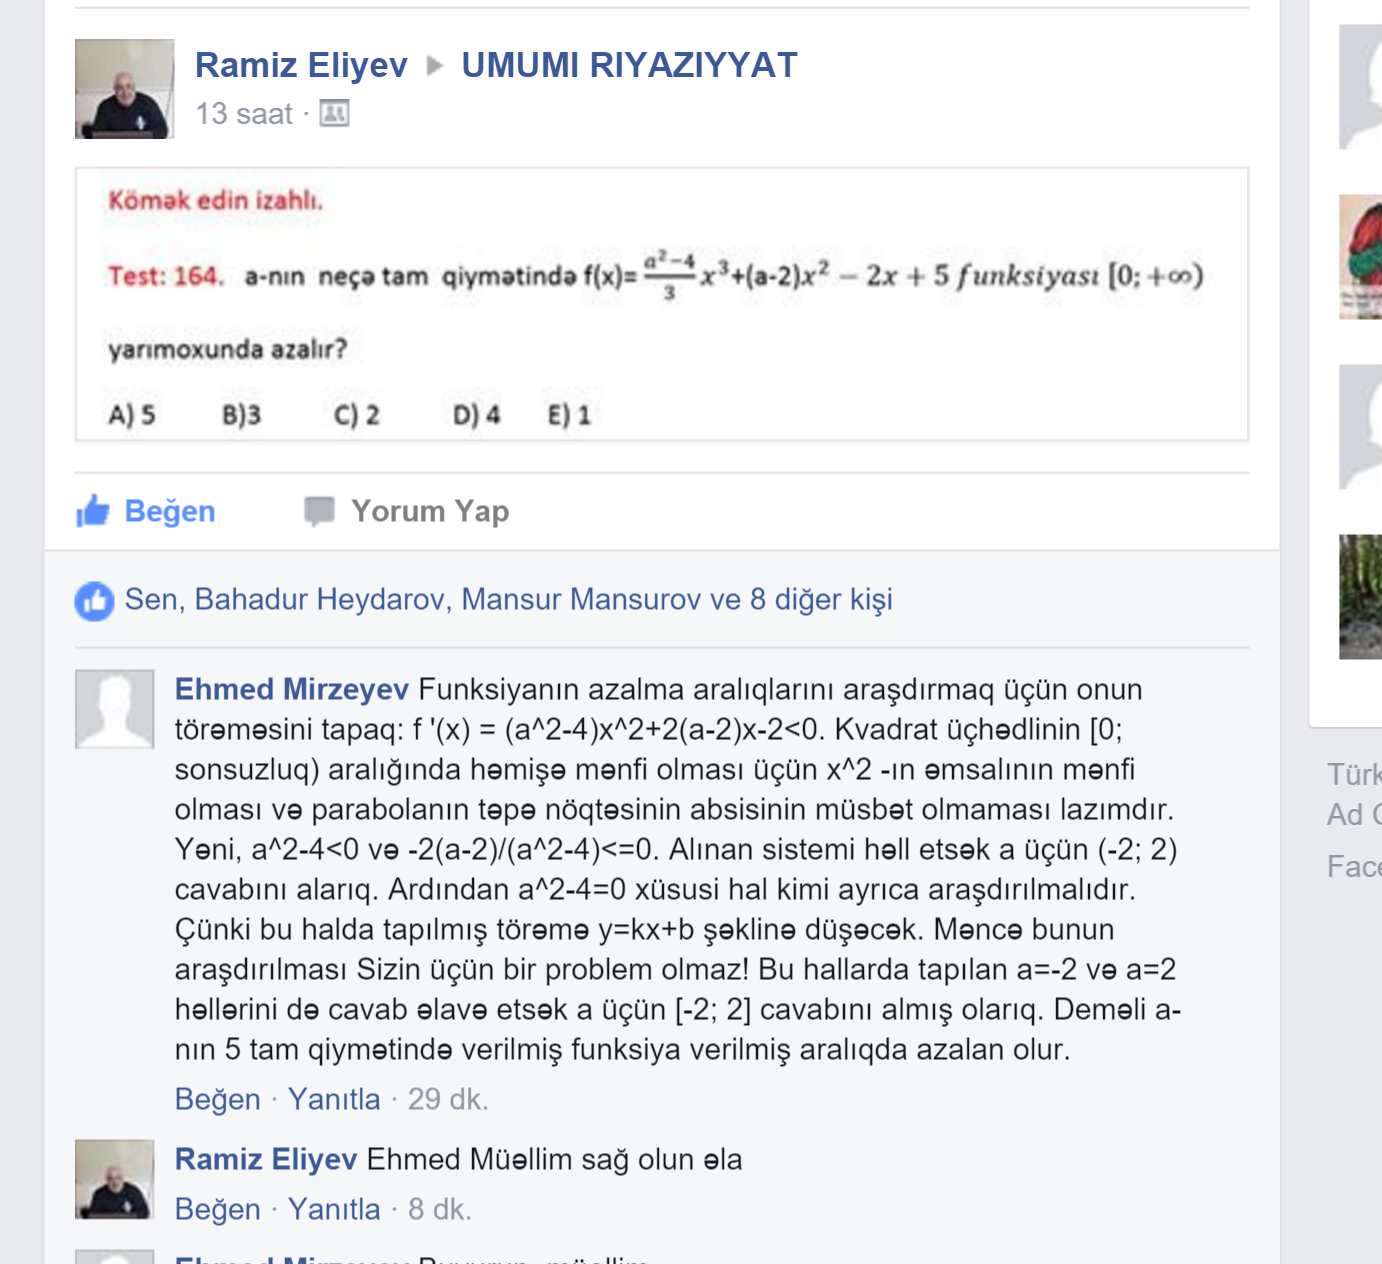 Ramiz Eliyev ▸ UMUMI RIYAZIYYAT
13 saat ·
Kömək edin izahlı.
Test: 164. a-nın neçə tam qiymətində f(x)=\frac{a²−4}{3}x³+(a-2)x² − 2x + 5 funksiyası [0; +∞)
yarımoxunda azalır?
A) 5 B)3 C) 2 D) 4 E) 1
Beğen Yorum Yap
Sen, Bahadur Heydarov, Mansur Mansurov ve 8 diğer kişi
Ehmed Mirzeyev Funksiyanın azalma aralıqlarını araşdırmaq üçün onun
törəməsini tapaq: f '(x) = (a^2-4)x^2+2(a-2)x-2<0. Kvadrat üçhədlinin [0;
sonsuzluq) aralığında həmişə mənfi olması üçün x^2 -ın əmsalının mənfi
olması və parabolanın təpə nöqtəsinin absisinin müsbət olmaması lazımdır.
Yəni, a^2-4<0 və -2(a-2)/(a^2-4)<=0. Alınan sistemi həll etsək a üçün (-2; 2)
cavabını alarıq. Ardından a^2-4=0 xüsusi hal kimi ayrıca araşdırılmalıdır.
Çünki bu halda tapılmış törəmə y=kx+b şəklinə düşəcək. Məncə bunun
araşdırılması Sizin üçün bir problem olmaz! Bu hallarda tapılan a=-2 və a=2
həllərini də cavab əlavə etsək a üçün [-2; 2] cavabını almış olarıq. Deməli a-
nın 5 tam qiymətində verilmiş funksiya verilmiş aralıqda azalan olur.
Beğen · Yanıtla · 29 dk.
Ramiz Eliyev Ehmed Müəllim sağ olun əla
Beğen · Yanıtla · 8 dk.
Ehmed Mirzeyev
Türk
Ad
Face